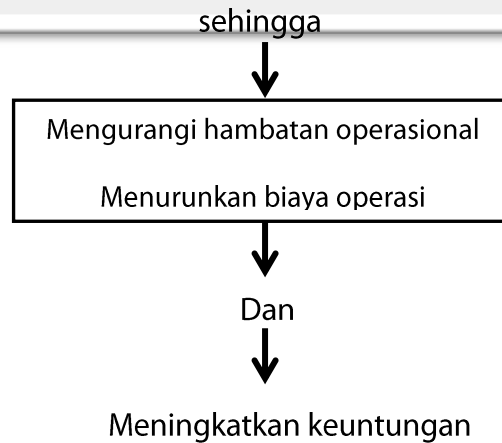 sehingga
Mengurangi hambatan operasional
Menurunkan biaya operasi
Dan
Meningkatkan keuntungan